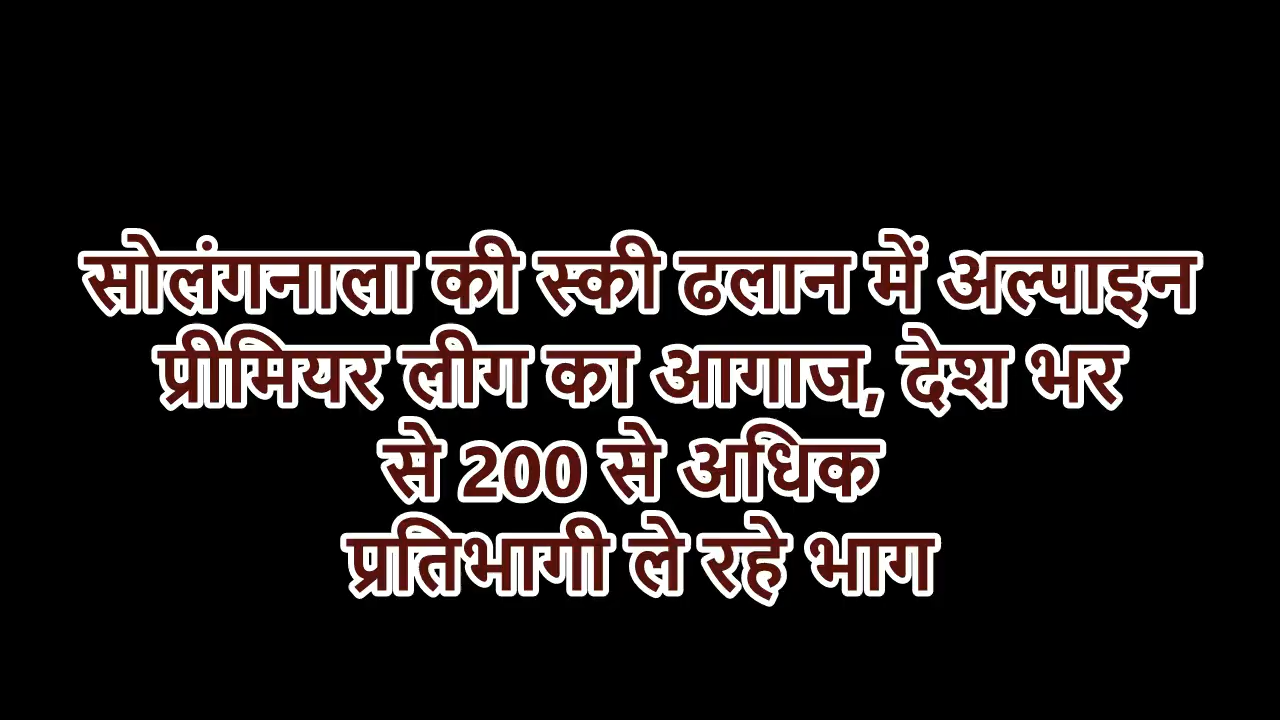 सोलंगनाला की स्की ढलान में अल्पाइन
प्रीमियर लीग का आगाज, देश भर
से 200 से अधिक
प्रतिभागी ले रहे भाग